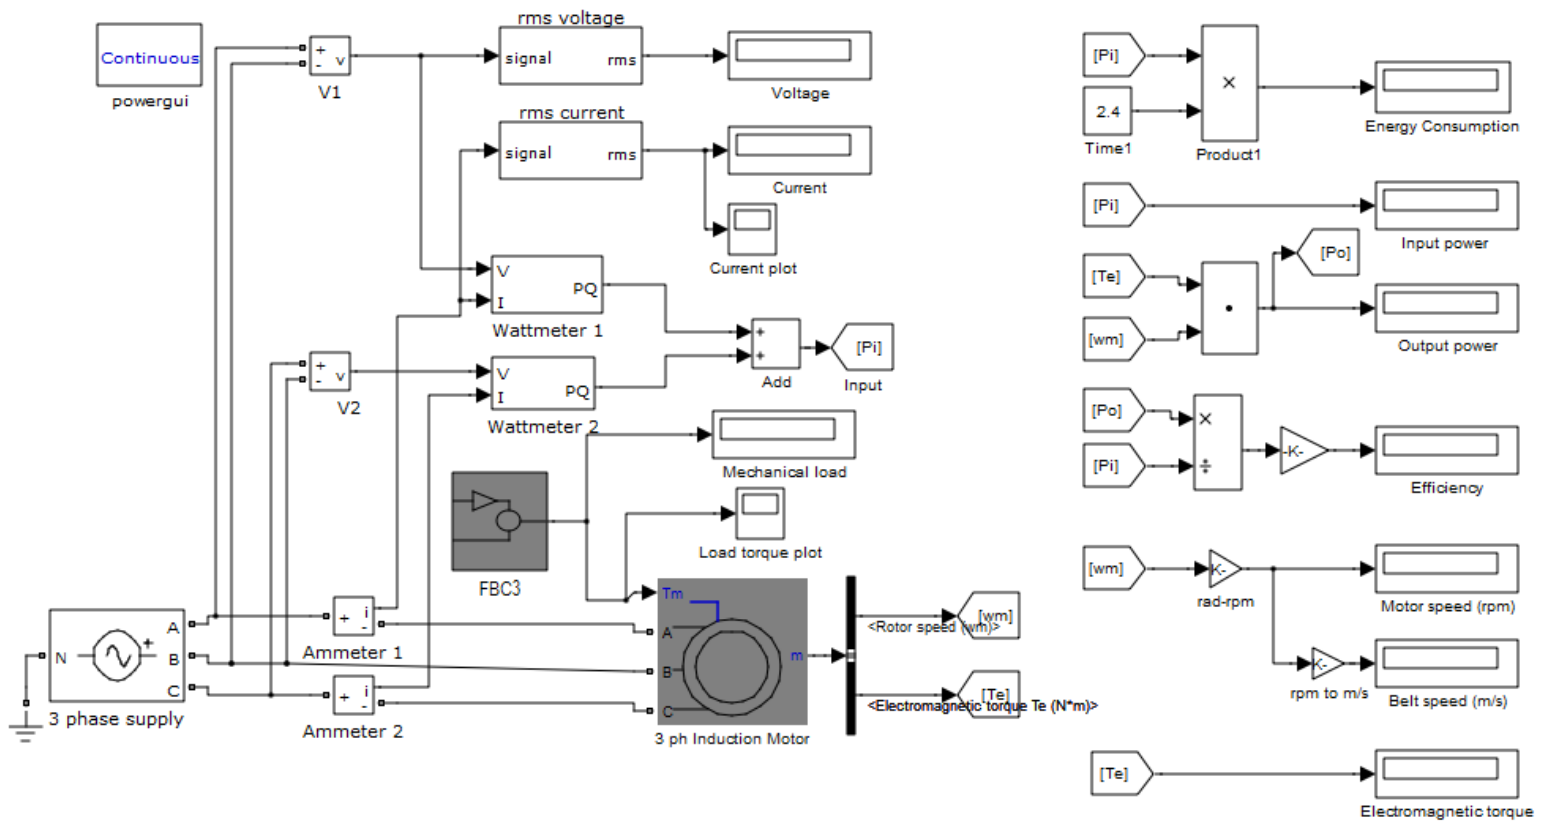 Continuous
powergui
+
-
v
V1
rms voltage
signal
rms
Voltage
rms current
signal
rms
Current
Current plot
V
I
PQ
Wattmeter 1
+
-
v
V2
V
I
PQ
Wattmeter 2
+
+
Add
[Pi]
Input
Mechanical load
Load torque plot
FBC3
N
+
A
B
C
3 phase supply
+
i
-
Ammeter 1
+
i
-
Ammeter 2
Tm
A
B
C
m
3 ph Induction Motor
[wm]
<Rotor speed (wm)>
[Te]
<Electromagnetic torque Te (N*m)>
[Pi]
2.4
Time1
×
Product1
Energy Consumption
[Pi]
Input power
[Te]
[wm]
[Po]
Output power
[Po]
[Pi]
×
÷
-K-
Efficiency
[wm]
K-
rad-rpm
Motor speed (rpm)
K-
rpm to m/s
Belt speed (m/s)
[Te]
Electromagnetic torque